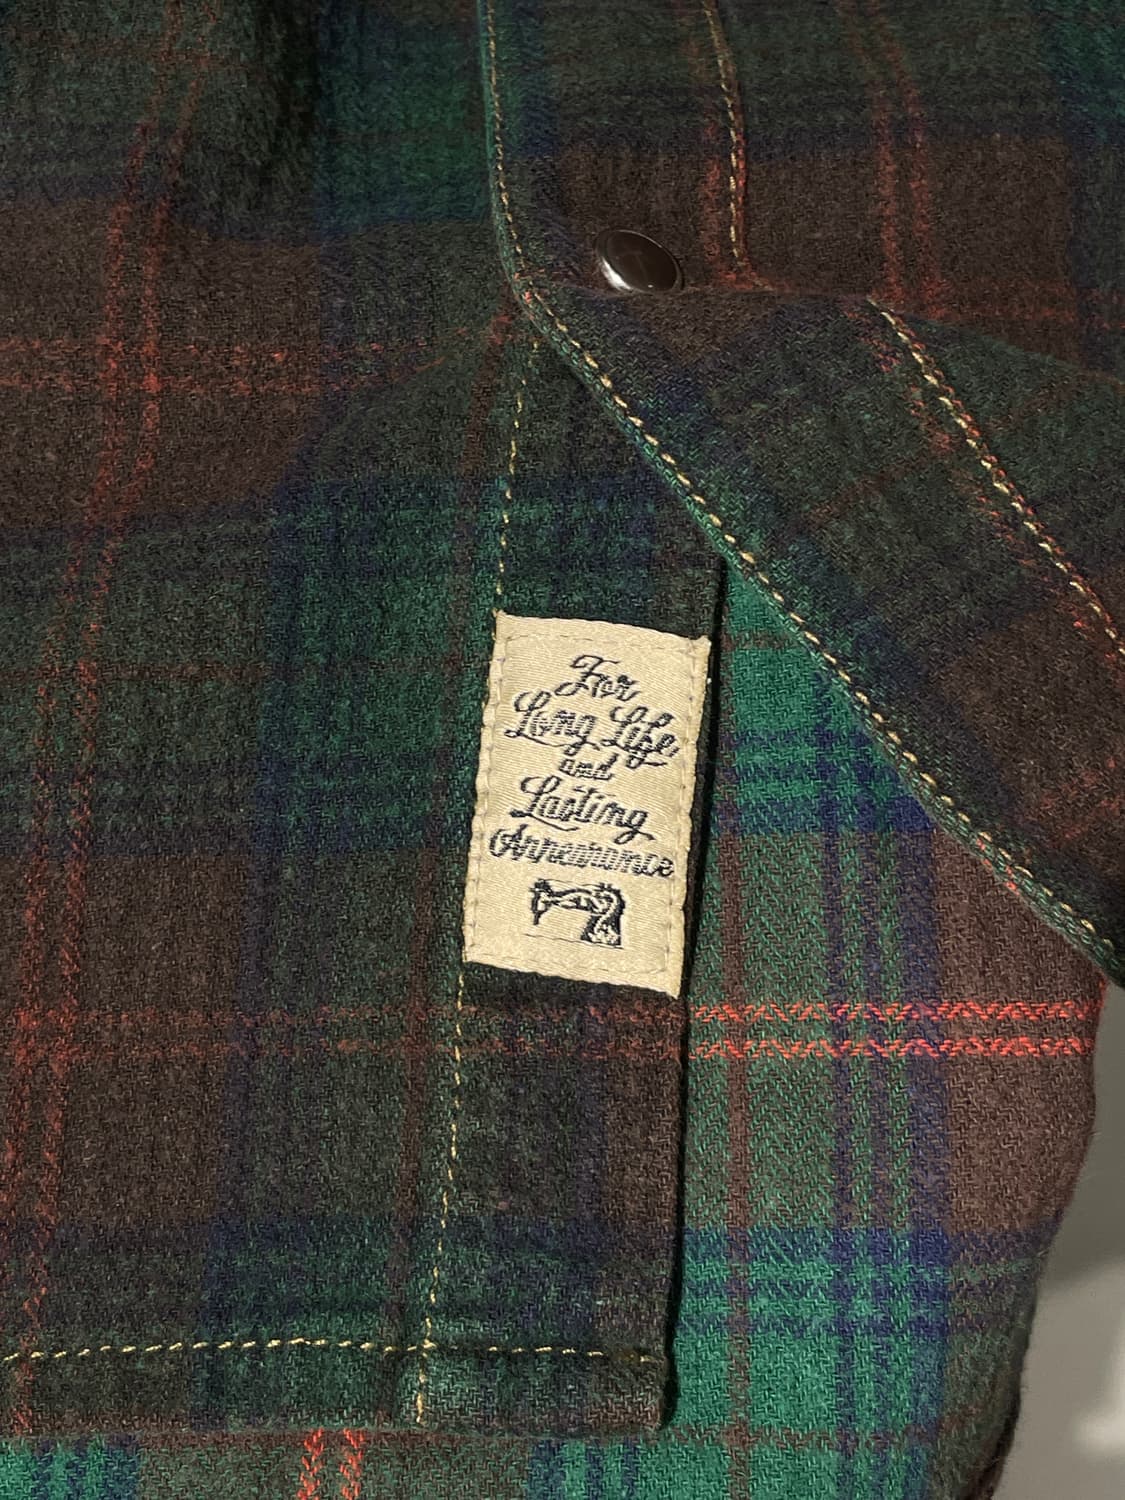 For
Long Life,
and
Lasting
Appearance